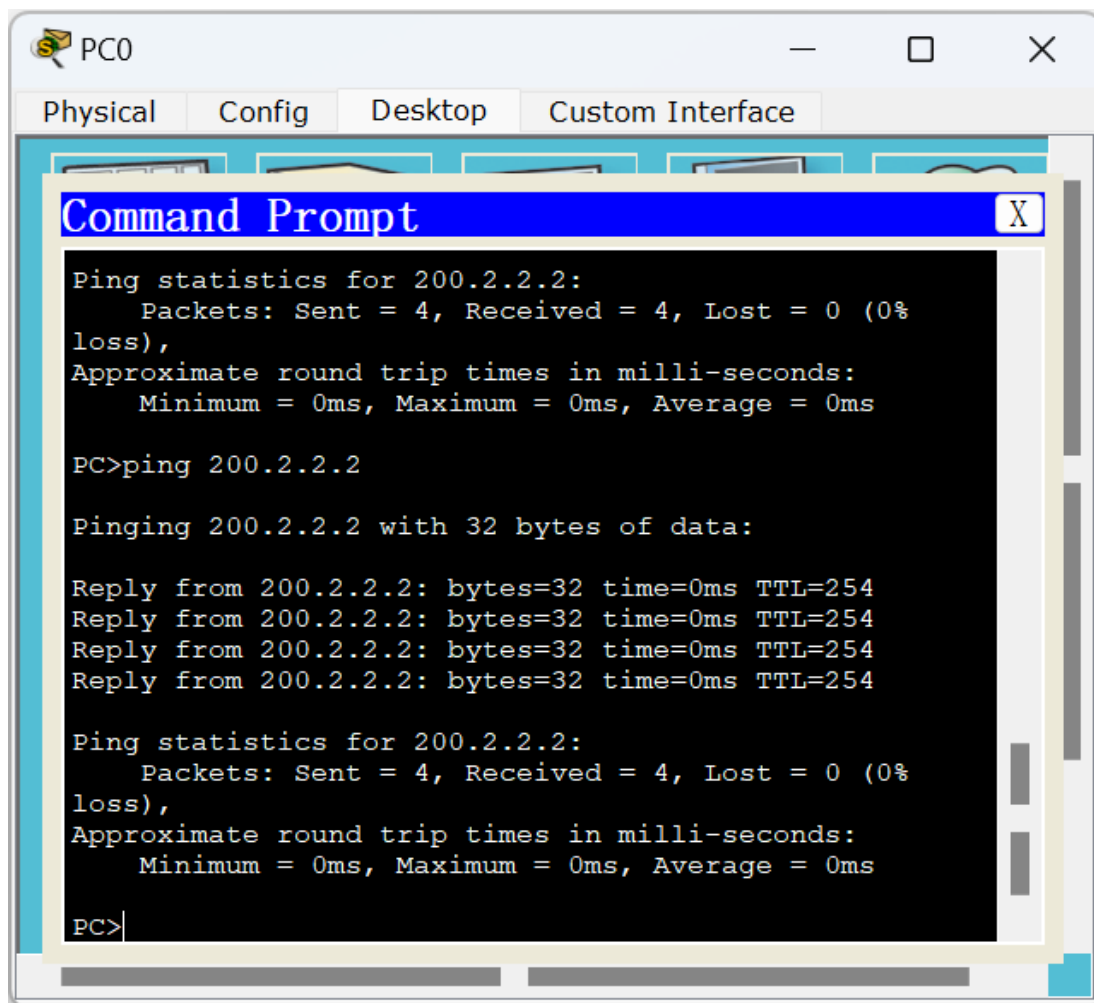 PC0
Physical Config Desktop Custom Interface
Command Prompt
X
Ping statistics for 200.2.2.2:
Packets: Sent = 4, Received = 4, Lost = 0 (0%
loss),
Approximate round trip times in milli-seconds:
Minimum = 0ms, Maximum = 0ms, Average = 0ms
PC>ping 200.2.2.2
Pinging 200.2.2.2 with 32 bytes of data:
Reply from 200.2.2.2: bytes=32 time=0ms TTL=254
Reply from 200.2.2.2: bytes=32 time=0ms TTL=254
Reply from 200.2.2.2: bytes=32 time=0ms TTL=254
Reply from 200.2.2.2: bytes=32 time=0ms TTL=254
Ping statistics for 200.2.2.2:
Packets: Sent = 4, Received = 4, Lost = 0 (0%
loss),
Approximate round trip times in milli-seconds:
Minimum = 0ms, Maximum = 0ms, Average = 0ms
PC>